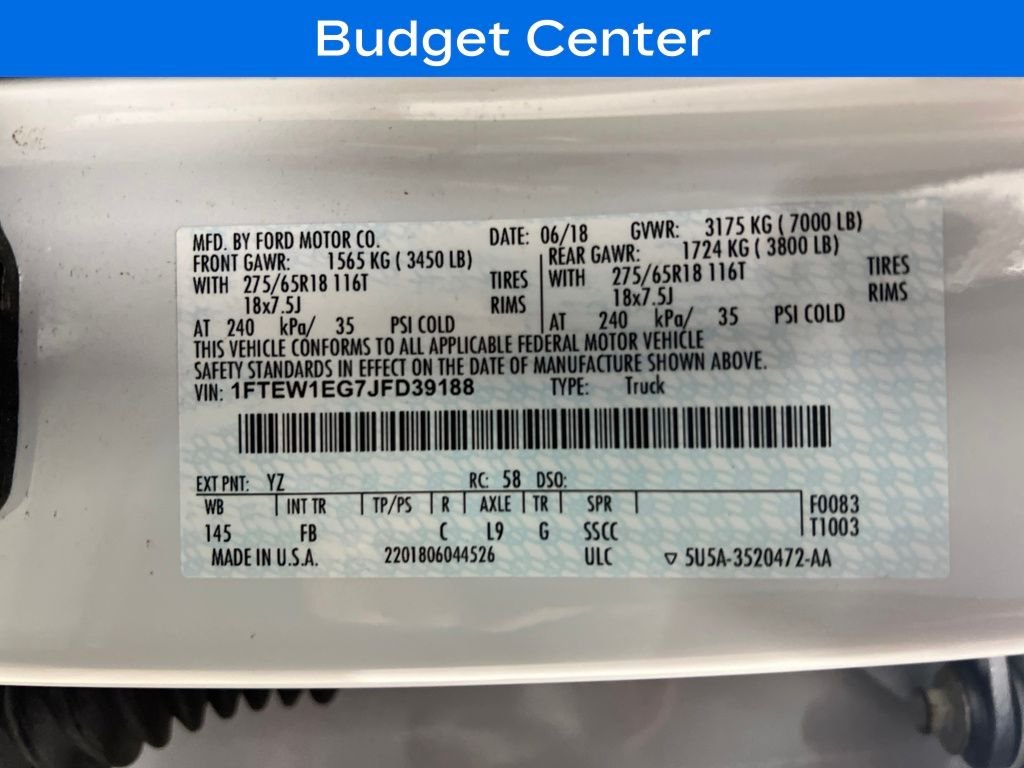 Budget Center
MFD. BY FORD MOTOR CO. DATE: 06/18 GVWR: 3175 KG ( 7000 LB)
FRONT GAWR: 1565 KG ( 3450 LB) REAR GAWR: 1724 KG ( 3800 LB)
WITH 275/65R18 116T TIRES WITH 275/65R18 116T TIRES
18x7.5J RIMS 18x7.5J RIMS
AT 240 kPa/ 35 PSI COLD AT 240 kPa/ 35 PSI COLD
THIS VEHICLE CONFORMS TO ALL APPLICABLE FEDERAL MOTOR VEHICLE
SAFETY STANDARDS IN EFFECT ON THE DATE OF MANUFACTURE SHOWN ABOVE.
VIN: 1FTEW1EG7JFD39188 TYPE: Truck
EXT PNT: YZ RC: 58 DSO:
WB INT TR TP/PS R AXLE TR SPR F0083
145 FB C L9 G SSCC T1003
MADE IN U.S.A. 2201806044526 ULC ▽ 5U5A-3520472-AA